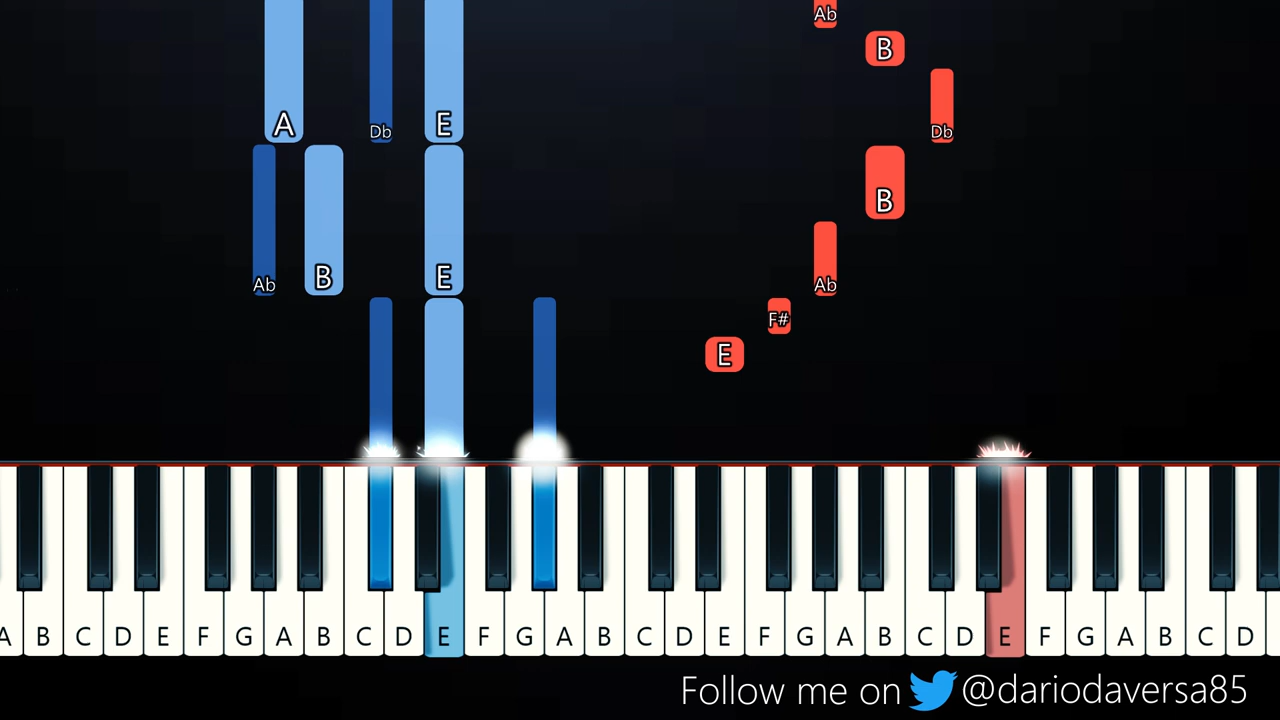 Ab
B
A Db E Db
B
Ab B E Ab
F#
E
A B C D E F G A B C D E F G A B C D E F G A B C D E F G A B C D
Follow me on @dariodaversa85